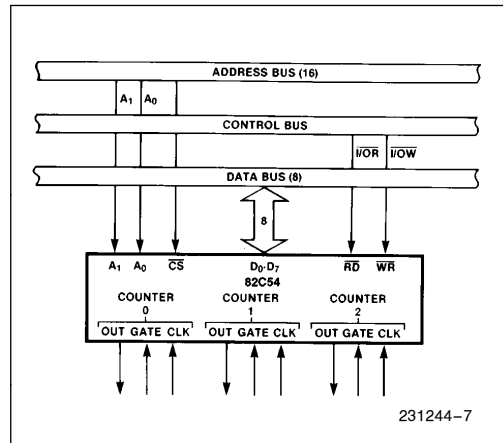 ADDRESS BUS (16)
A1 A0
CONTROL BUS
I/OR I/OW
DATA BUS (8)
8
A1 A0 CS D0-D7 RD WR
82C54
COUNTER COUNTER COUNTER
0 1 2
OUT GATE CLK OUT GATE CLK OUT GATE CLK
231244-7